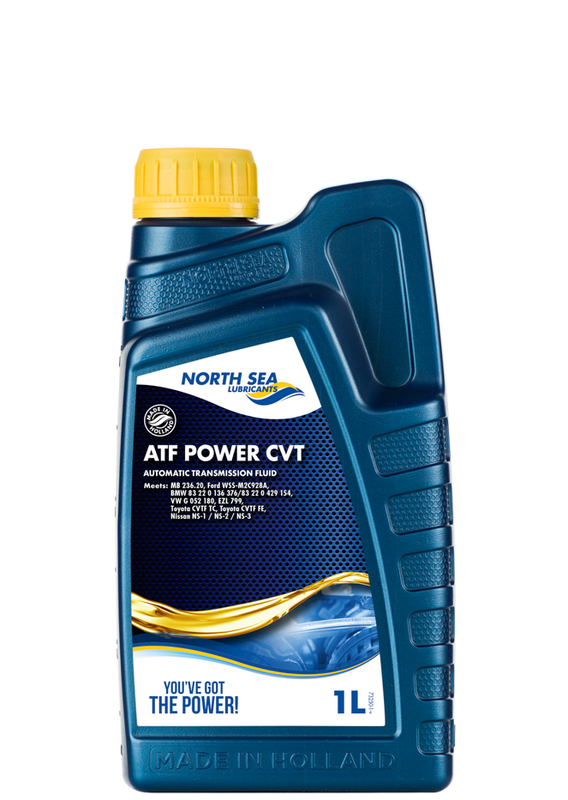 NORTH SEA
NORTH SEA
LUBRICANTS
MADE IN
HOLLAND
ATF POWER CVT
AUTOMATIC TRANSMISSION FLUID
Meets: MB 236.20, Ford WSS-M2C928A,
BMW 83 22 0 136 376/83 22 0 429 154,
VW G 052 180, EZL 799,
Toyota CVTF TC, Toyota CVTF FE,
Nissan NS-1 / NS-2 / NS-3
YOU'VE GOT
THE POWER!
1L
MADE IN HOLLAND